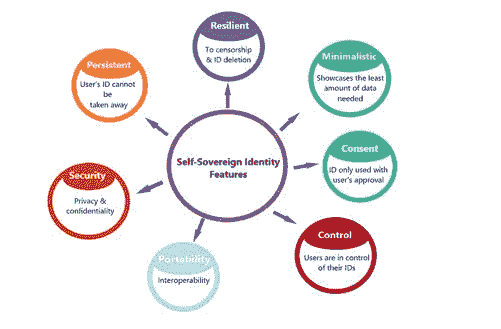 Resilient
To censorship
& ID deletion
Minimalistic
Showcases the least
amount of data
needed
Consent
ID only used with
user's approval
Control
Users are in control
of their IDs
Portability
Interoperability
Security
Privacy &
confidentiality
Persistent
User's ID cannot
be
taken away
Self-Sovereign Identity
Features